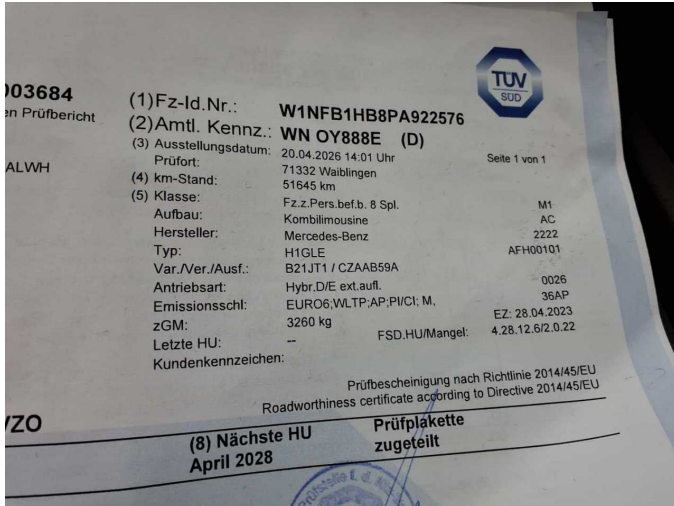 003684
en Prüfbericht
ALWH
/ZO
TÜV
SÜD
(1)Fz-Id.Nr.: W1NFB1HB8PA922576
(2)Amtl. Kennz.: WN OY888E (D)
(3) Ausstellungsdatum: 20.04.2026 14:01 Uhr Seite 1 von 1
Prüfort: 71332 Waiblingen
(4) km-Stand: 51645 km
(5) Klasse: Fz.z.Pers.bef.b. 8 Spl. M1
Aufbau: Kombilimousine AC
Hersteller: Mercedes-Benz 2222
Typ: H1GLE AFH00101
Var./Ver./Ausf.: B21JT1 / CZAAB59A
Antriebsart: Hybr.D/E ext.aufl. 0026
Emissionsschl: EURO6;WLTP;AP;PI/CI; M, 36AP
zGM: 3260 kg EZ: 28.04.2023
Letzte HU: -- FSD.HU/Mangel: 4.28.12.6/2.0.22
Kundenkennzeichen:
Prüfbescheinigung nach Richtlinie 2014/45/EU
Roadworthiness certificate according to Directive 2014/45/EU
(8) Nächste HU Prüfplakette
April 2028 zugeteilt